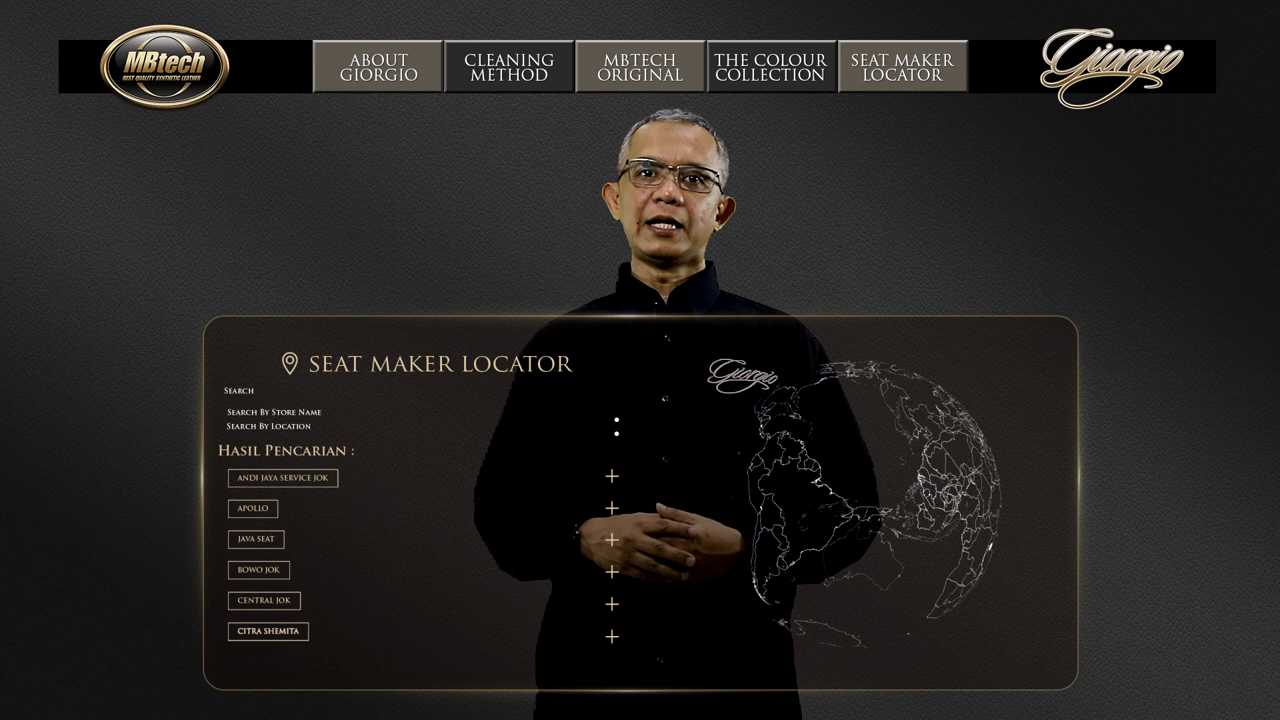 MBtech
BEST QUALITY SYNTHETIC LEATHER
ABOUT
GIORGIO
CLEANING
METHOD
MBTECH
ORIGINAL
THE COLOUR
COLLECTION
SEAT MAKER
LOCATOR
Giorgio
SEAT MAKER LOCATOR
Giorgio
SEARCH
SEARCH BY STORE NAME :
SEARCH BY LOCATION
HASIL PENCARIAN :
ANDI JAYA SERVICE JOK +
APOLLO +
JAVA SEAT +
BOWO JOK +
CENTRAL JOK +
CITRA SHEMITA +